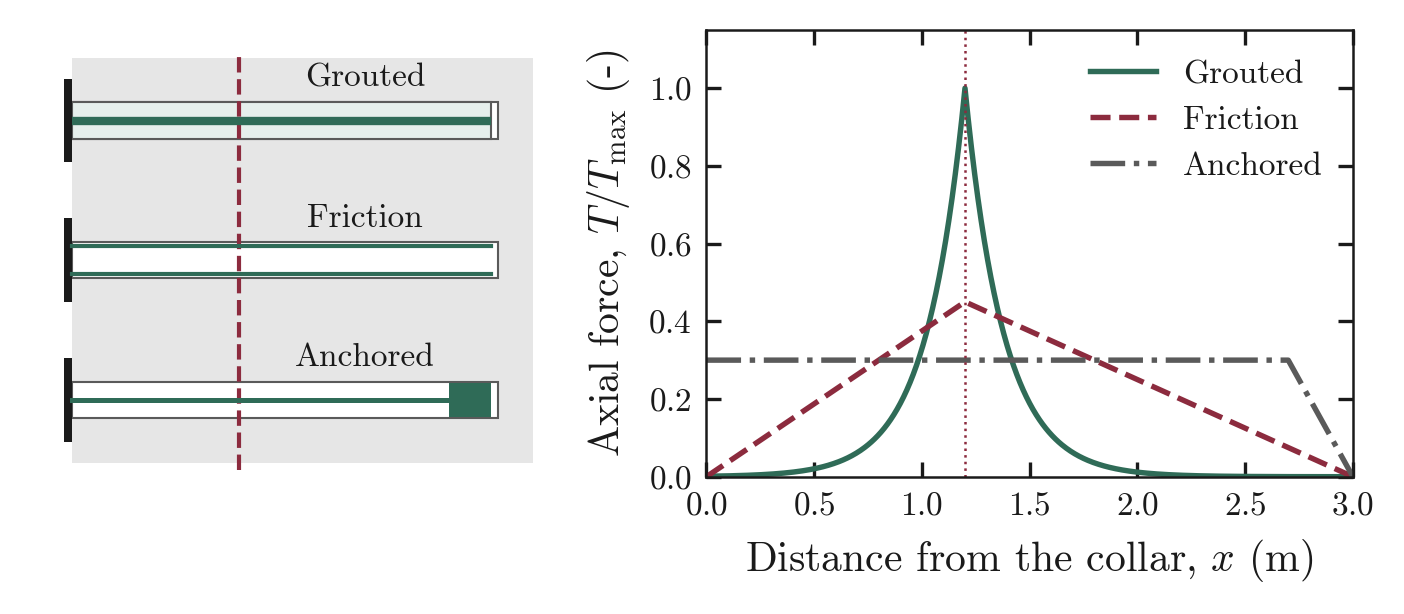 Grouted
Friction
Anchored
Axial force, T/T_max (-)
1.0
0.8
0.6
0.4
0.2
0.0
0.0 0.5 1.0 1.5 2.0 2.5 3.0
Distance from the collar, x (m)
Grouted
Friction
Anchored